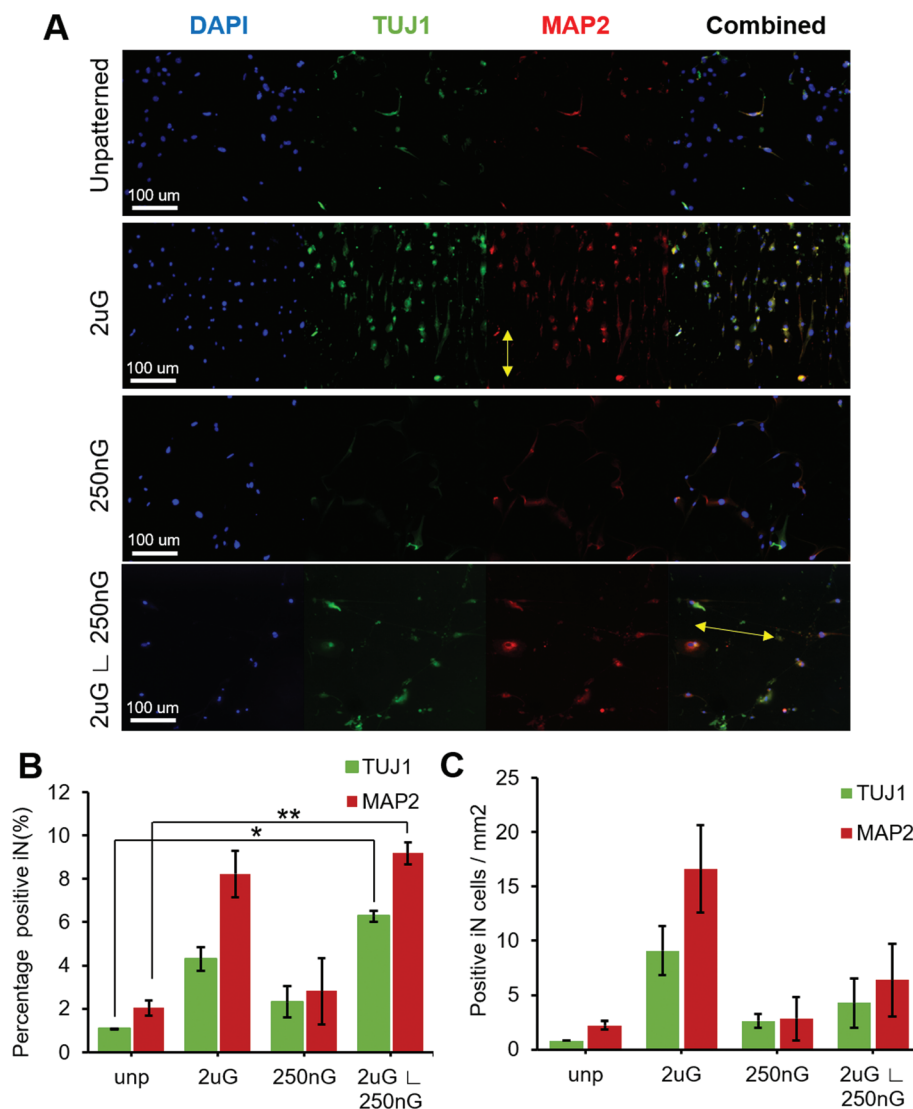 A
DAPI TUJ1 MAP2 Combined
Unpatterned
100 um
2uG
100 um
250nG
100 um
2uG ∟ 250nG
100 um
B
TUJ1
MAP2
Percentage positive iN(%)
12
10
8
6
4
2
0
**
*
unp 2uG 250nG 2uG ∟
250nG
C
TUJ1
MAP2
Positive iN cells / mm2
25
20
15
10
5
0
unp 2uG 250nG 2uG ∟
250nG